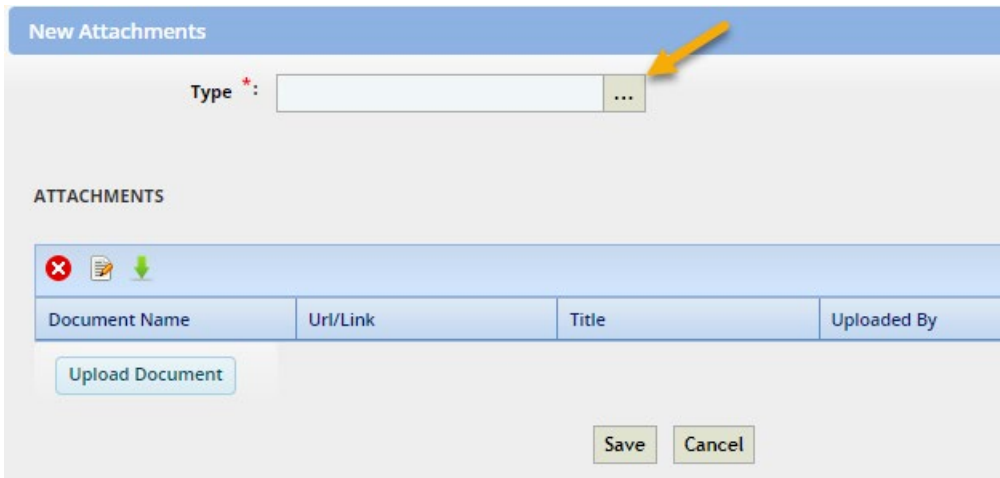 New Attachments
Type *: ...
ATTACHMENTS
Document Name Url/Link Title Uploaded By
Upload Document
Save Cancel